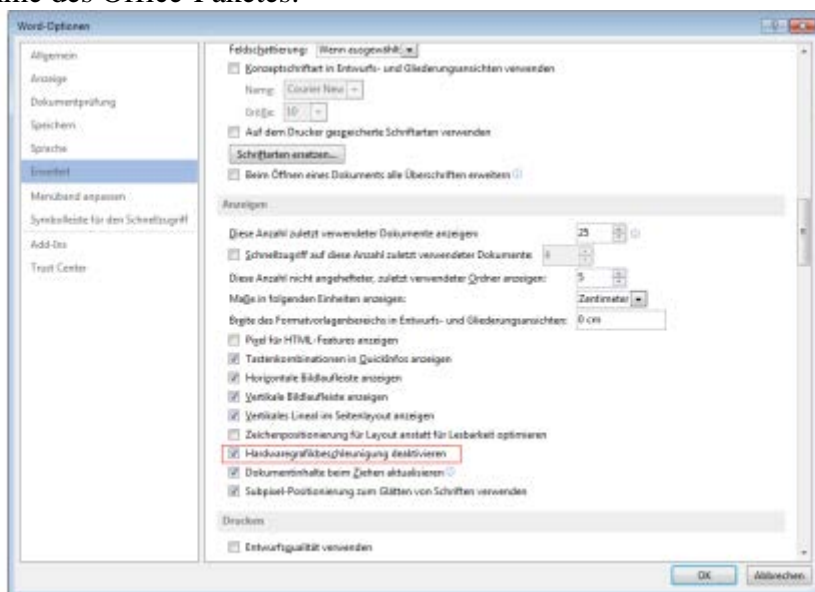 Word-Optionen
Allgemein
Anzeige
Dokumentprüfung
Speichern
Sprache
Erweitert
Menüband anpassen
Symbolleiste für den Schnellzugriff
Add-Ins
Trust Center
Feldschattierung: Wenn ausgewählt
Konzeptschriftart in Entwurfs- und Gliederungsansichten verwenden
Name: Courier New
Größe: 10
Auf dem Drucker gespeicherte Schriftarten verwenden
Schriftarten ersetzen...
Beim Öffnen eines Dokuments alle Überschriften erweitern
Anzeigen
Diese Anzahl zuletzt verwendeter Dokumente anzeigen: 25
Schnellzugriff auf diese Anzahl zuletzt verwendeter Dokumente: 4
Diese Anzahl nicht angehefteter, zuletzt verwendeter Ordner anzeigen: 5
Maße in folgenden Einheiten anzeigen: Zentimeter
Breite des Formatvorlagenbereichs in Entwurfs- und Gliederungsansichten: 0 cm
Pixel für HTML-Features anzeigen
Tastenkombinationen in QuickInfos anzeigen
Horizontale Bildlaufleiste anzeigen
Vertikale Bildlaufleiste anzeigen
Vertikales Lineal im Seitenlayout anzeigen
Zeichenpositionierung für Layout anstatt für Lesbarkeit optimieren
Hardwaregrafikbeschleunigung deaktivieren
Dokumentinhalte beim Ziehen aktualisieren
Subpixel-Positionierung zum Glätten von Schriften verwenden
Drucken
Entwurfsqualität verwenden
OK Abbrechen